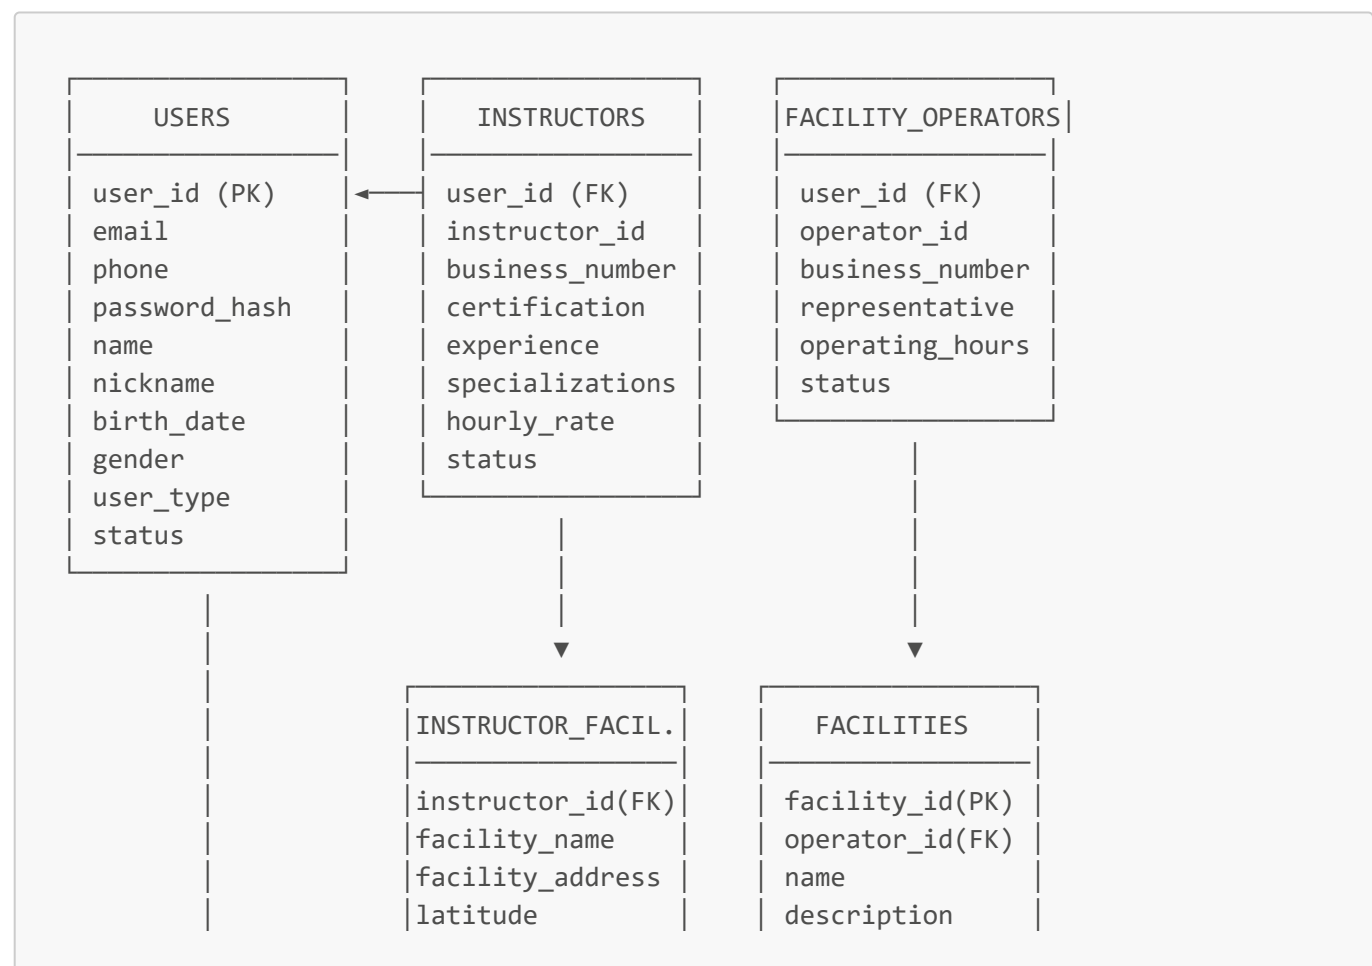 USERS
user_id (PK)
email
phone
password_hash
name
nickname
birth_date
gender
user_type
status
INSTRUCTORS
user_id (FK)
instructor_id
business_number
certification
experience
specializations
hourly_rate
status
FACILITY_OPERATORS
user_id (FK)
operator_id
business_number
representative
operating_hours
status
INSTRUCTOR_FACIL.
instructor_id(FK)
facility_name
facility_address
latitude
FACILITIES
facility_id(PK)
operator_id(FK)
name
description